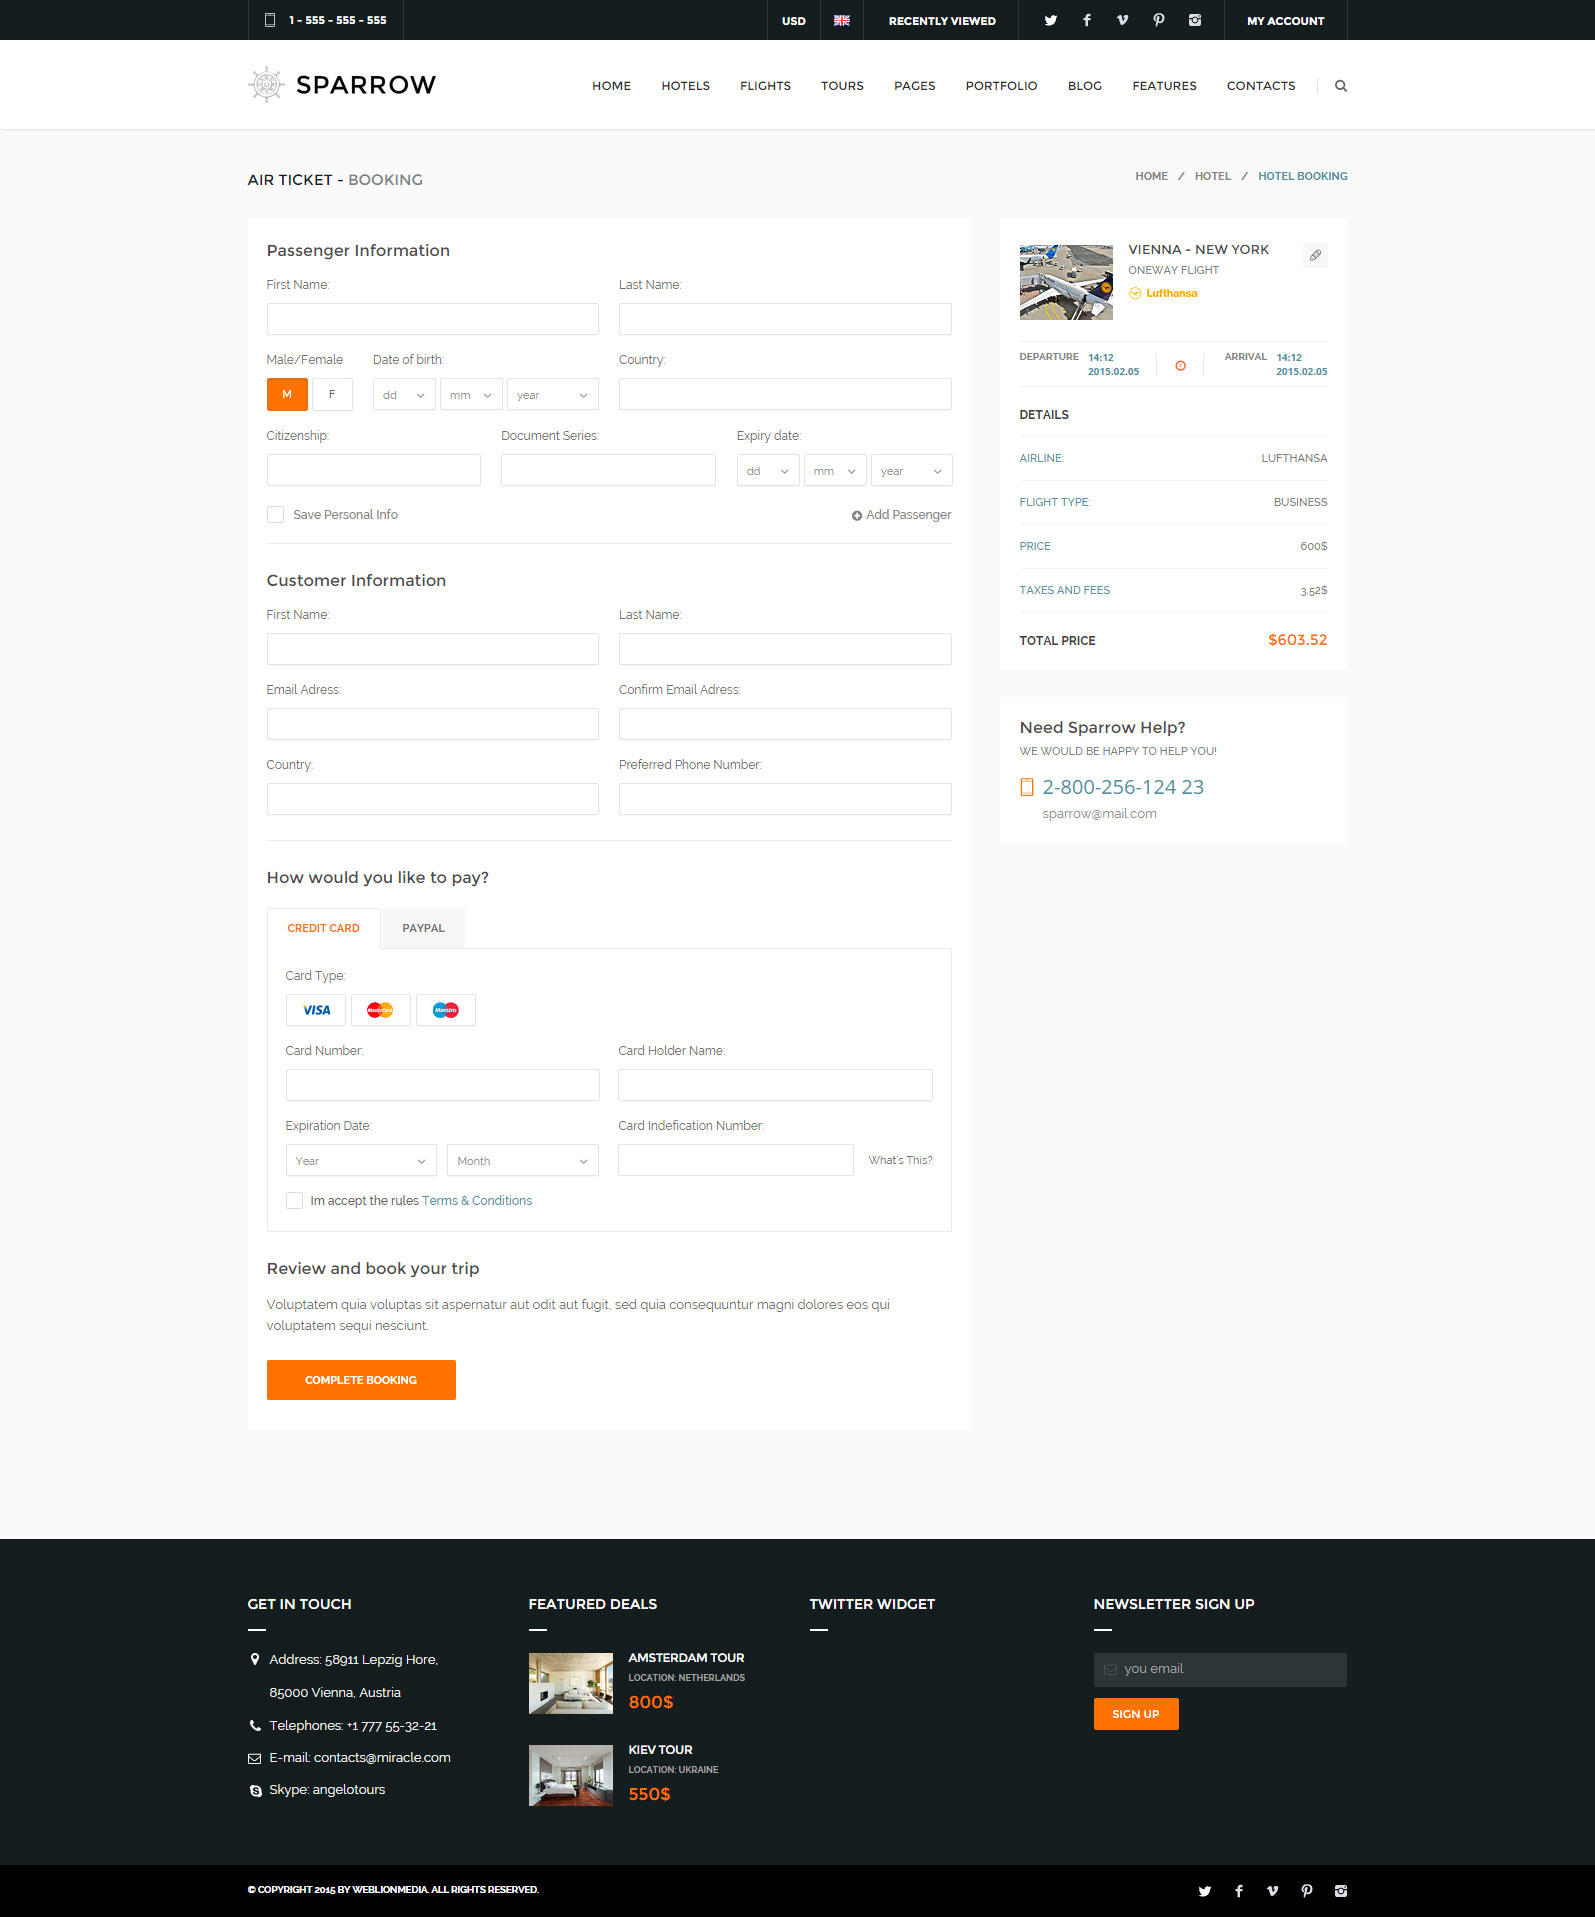 1 - 555 - 555 - 555
USD
RECENTLY VIEWED
MY ACCOUNT
SPARROW
HOME HOTELS FLIGHTS TOURS PAGES PORTFOLIO BLOG FEATURES CONTACTS
AIR TICKET - BOOKING
HOME / HOTEL / HOTEL BOOKING
Passenger Information
First Name: Last Name:
Male/Female Date of birth: Country:
M F dd mm year
Citizenship: Document Series: Expiry date:
dd mm year
Save Personal Info Add Passenger
Customer Information
First Name: Last Name:
Email Adress: Confirm Email Adress:
Country: Preferred Phone Number:
How would you like to pay?
CREDIT CARD PAYPAL
Card Type:
VISA MasterCard Maestro
Card Number: Card Holder Name:
Expiration Date: Card Indefication Number:
Year Month What's This?
Im accept the rules Terms & Conditions
Review and book your trip
Voluptatem quia voluptas sit aspernatur aut odit aut fugit, sed quia consequuntur magni dolores eos qui
voluptatem sequi nesciunt.
COMPLETE BOOKING
VIENNA - NEW YORK
ONEWAY FLIGHT
Lufthansa
DEPARTURE 14:12 ARRIVAL 14:12
2015.02.05 2015.02.05
DETAILS
AIRLINE: LUFTHANSA
FLIGHT TYPE: BUSINESS
PRICE 600$
TAXES AND FEES 3.52$
TOTAL PRICE $603.52
Need Sparrow Help?
WE WOULD BE HAPPY TO HELP YOU!
2-800-256-124 23
sparrow@mail.com
GET IN TOUCH
Address: 58911 Lepzig Hore,
85000 Vienna, Austria
Telephones: +1 777 55-32-21
E-mail: contacts@miracle.com
Skype: angelotours
FEATURED DEALS
AMSTERDAM TOUR
LOCATION: NETHERLANDS
800$
KIEV TOUR
LOCATION: UKRAINE
550$
TWITTER WIDGET
NEWSLETTER SIGN UP
you email
SIGN UP
© COPYRIGHT 2015 BY WEBLIONMEDIA. ALL RIGHTS RESERVED.